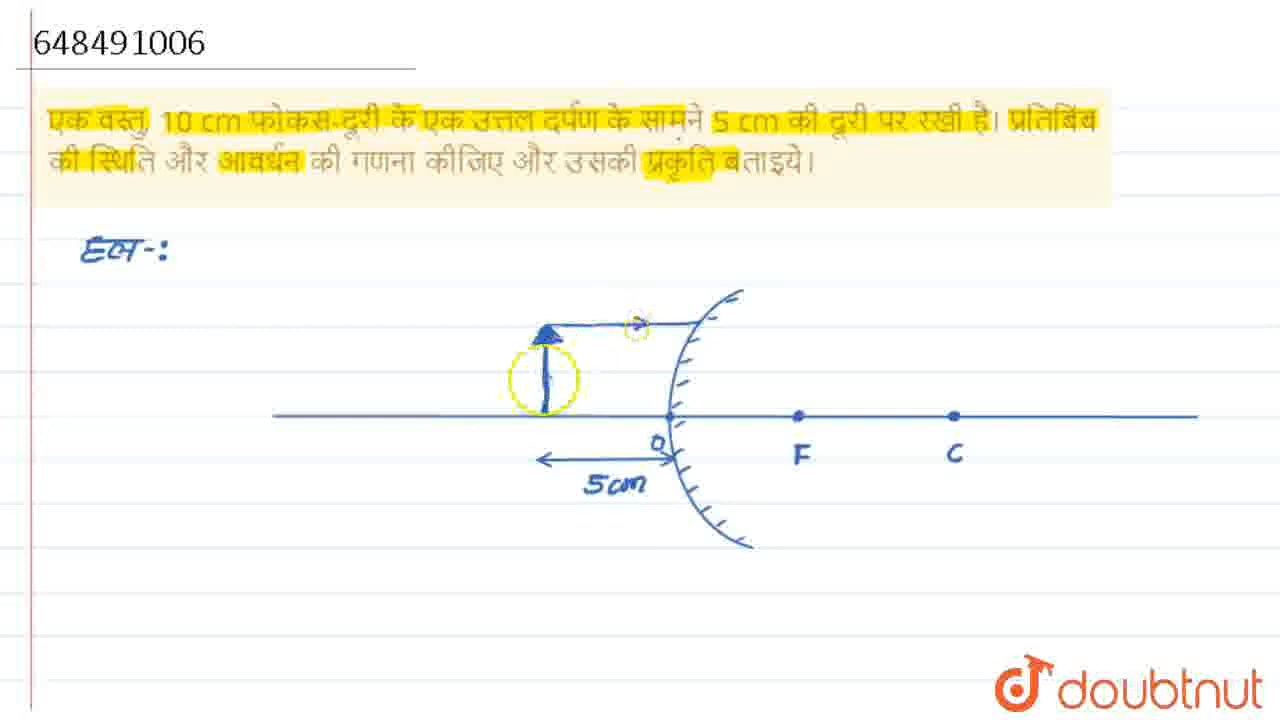 648491006
एक वस्तु 10 cm फोकस-दूरी के एक उत्तल दर्पण के सामने 5 cm की दूरी पर रखी है। प्रतिबिंब
की स्थिति और आवर्धन की गणना कीजिए और उसकी प्रकृति बताइये।
हल-:
O
F
C
5cm
doubtnut